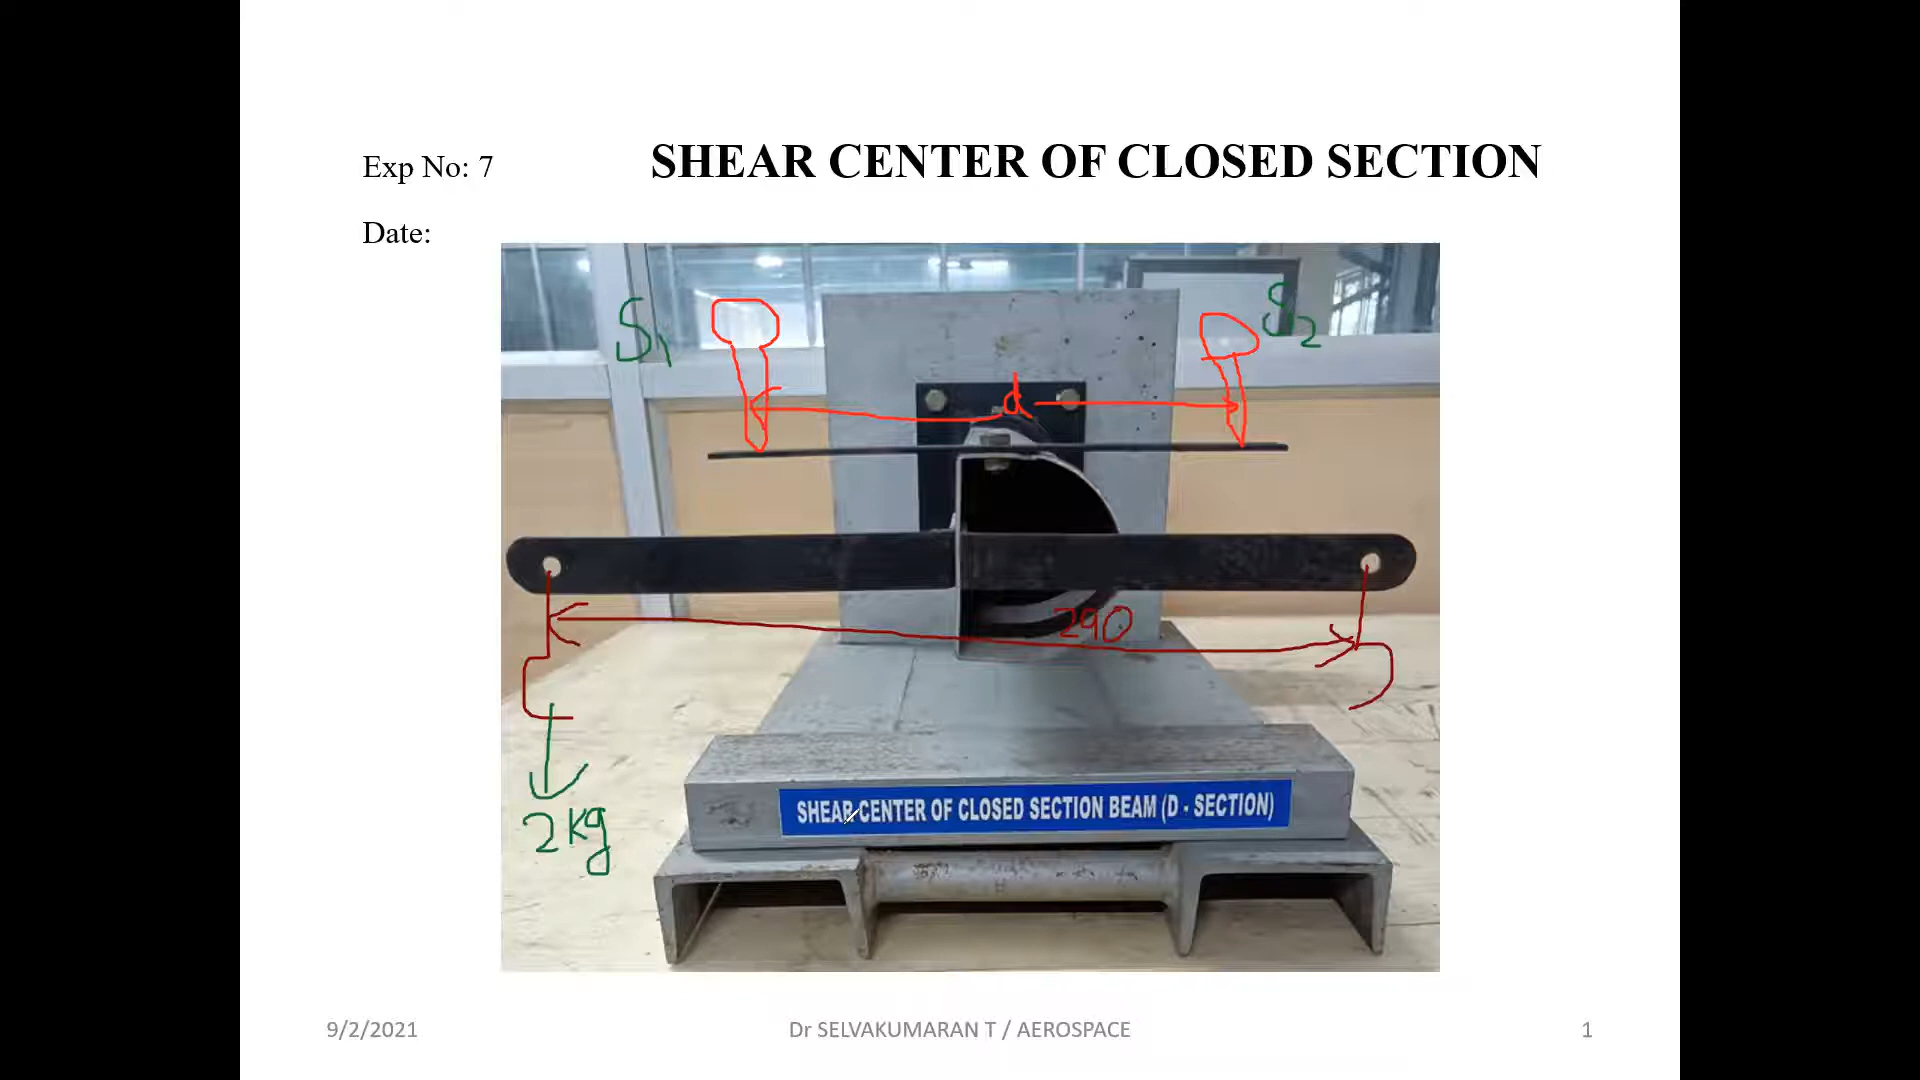 Exp No: 7
SHEAR CENTER OF CLOSED SECTION
Date:
S1
S2
d
290
2kg
SHEAR CENTER OF CLOSED SECTION BEAM (D - SECTION)
9/2/2021
Dr SELVAKUMARAN T / AEROSPACE
1